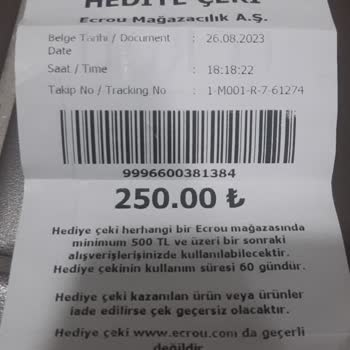 HEDİYE ÇEKİ
Ecrou Mağazacılık A.Ş.
Belge Tarihi / Document : 26.08.2023
Date
Saat / Time : 18:18:22
Takip No / Tracking No : 1-M001-R-7-61274
9996600381384
250.00 ₺
Hediye çeki herhangi bir Ecrou mağazasında
minimum 500 TL ve üzeri bir sonraki
alışverişlerinizde kullanılabilecektir.
Hediye çekinin kullanım süresi 60 gündür.
Hediye çeki kazanılan ürün veya ürünler
iade edilirse çek geçersiz olacaktır.
Hediye çeki www.ecrou.com da geçerli
değildir.